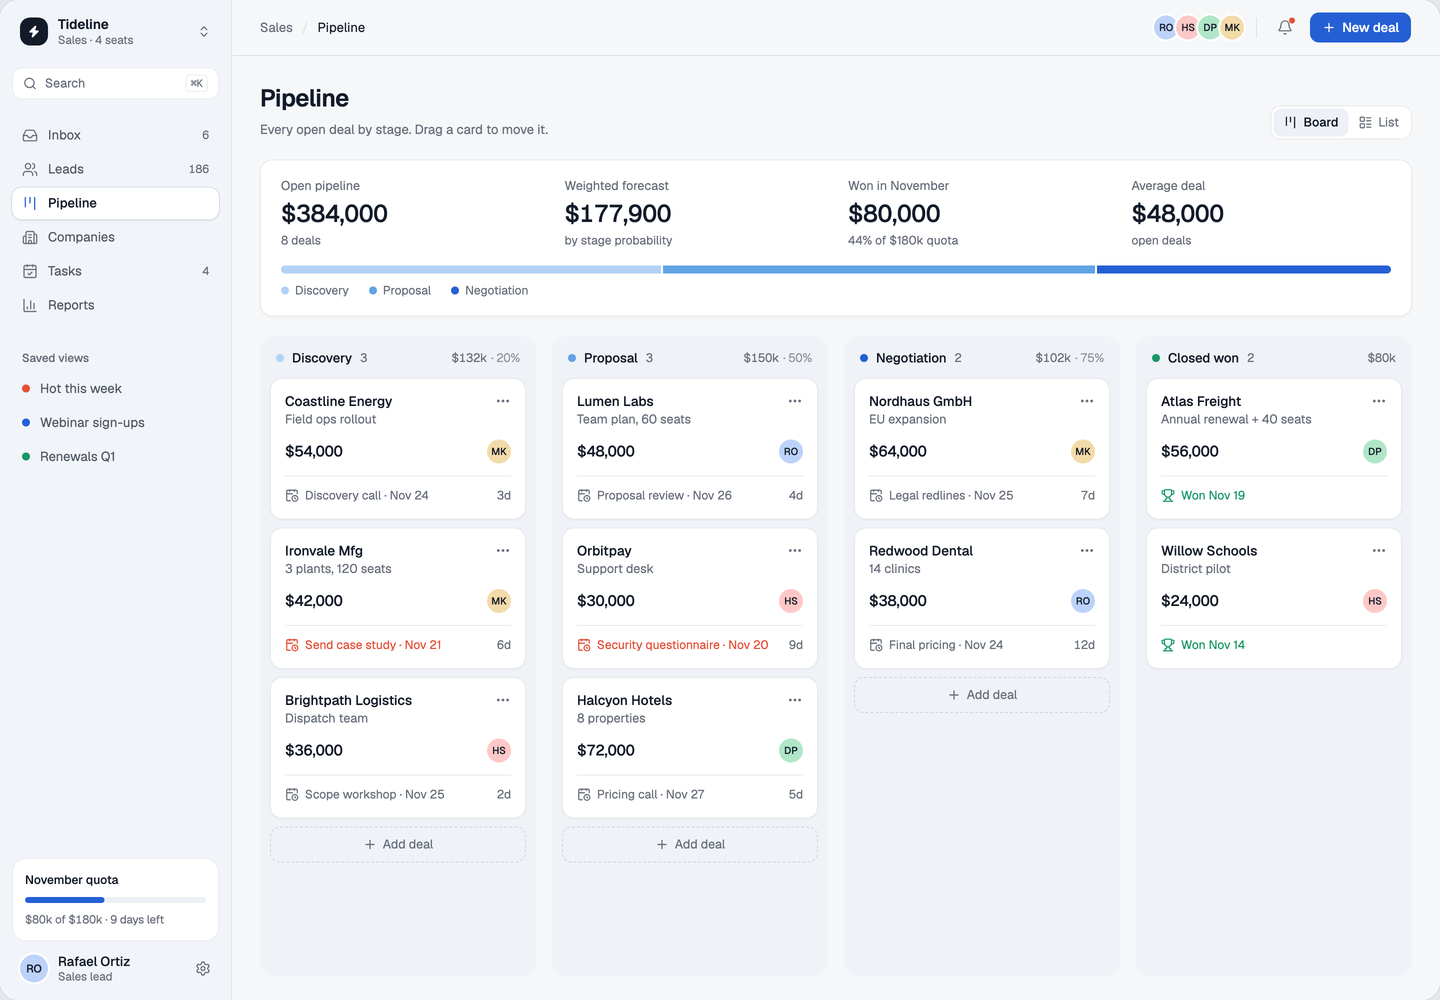 Tideline
Sales · 4 seats
Search
⌘K
Inbox 6
Leads 186
Pipeline
Companies
Tasks 4
Reports
Saved views
Hot this week
Webinar sign-ups
Renewals Q1
November quota
$80k of $180k · 9 days left
RO
Rafael Ortiz
Sales lead
Sales / Pipeline
RO HS DP MK
New deal
Pipeline
Every open deal by stage. Drag a card to move it.
Board List
Open pipeline
$384,000
8 deals
Weighted forecast
$177,900
by stage probability
Won in November
$80,000
44% of $180k quota
Average deal
$48,000
open deals
Discovery Proposal Negotiation
Discovery 3 $132k · 20%
Coastline Energy
Field ops rollout
$54,000 MK
Discovery call · Nov 24 3d
Ironvale Mfg
3 plants, 120 seats
$42,000 MK
Send case study · Nov 21 6d
Brightpath Logistics
Dispatch team
$36,000 HS
Scope workshop · Nov 25 2d
Add deal
Proposal 3 $150k · 50%
Lumen Labs
Team plan, 60 seats
$48,000 RO
Proposal review · Nov 26 4d
Orbitpay
Support desk
$30,000 HS
Security questionnaire · Nov 20 9d
Halcyon Hotels
8 properties
$72,000 DP
Pricing call · Nov 27 5d
Add deal
Negotiation 2 $102k · 75%
Nordhaus GmbH
EU expansion
$64,000 MK
Legal redlines · Nov 25 7d
Redwood Dental
14 clinics
$38,000 RO
Final pricing · Nov 24 12d
Add deal
Closed won 2 $80k
Atlas Freight
Annual renewal + 40 seats
$56,000 DP
Won Nov 19
Willow Schools
District pilot
$24,000 HS
Won Nov 14